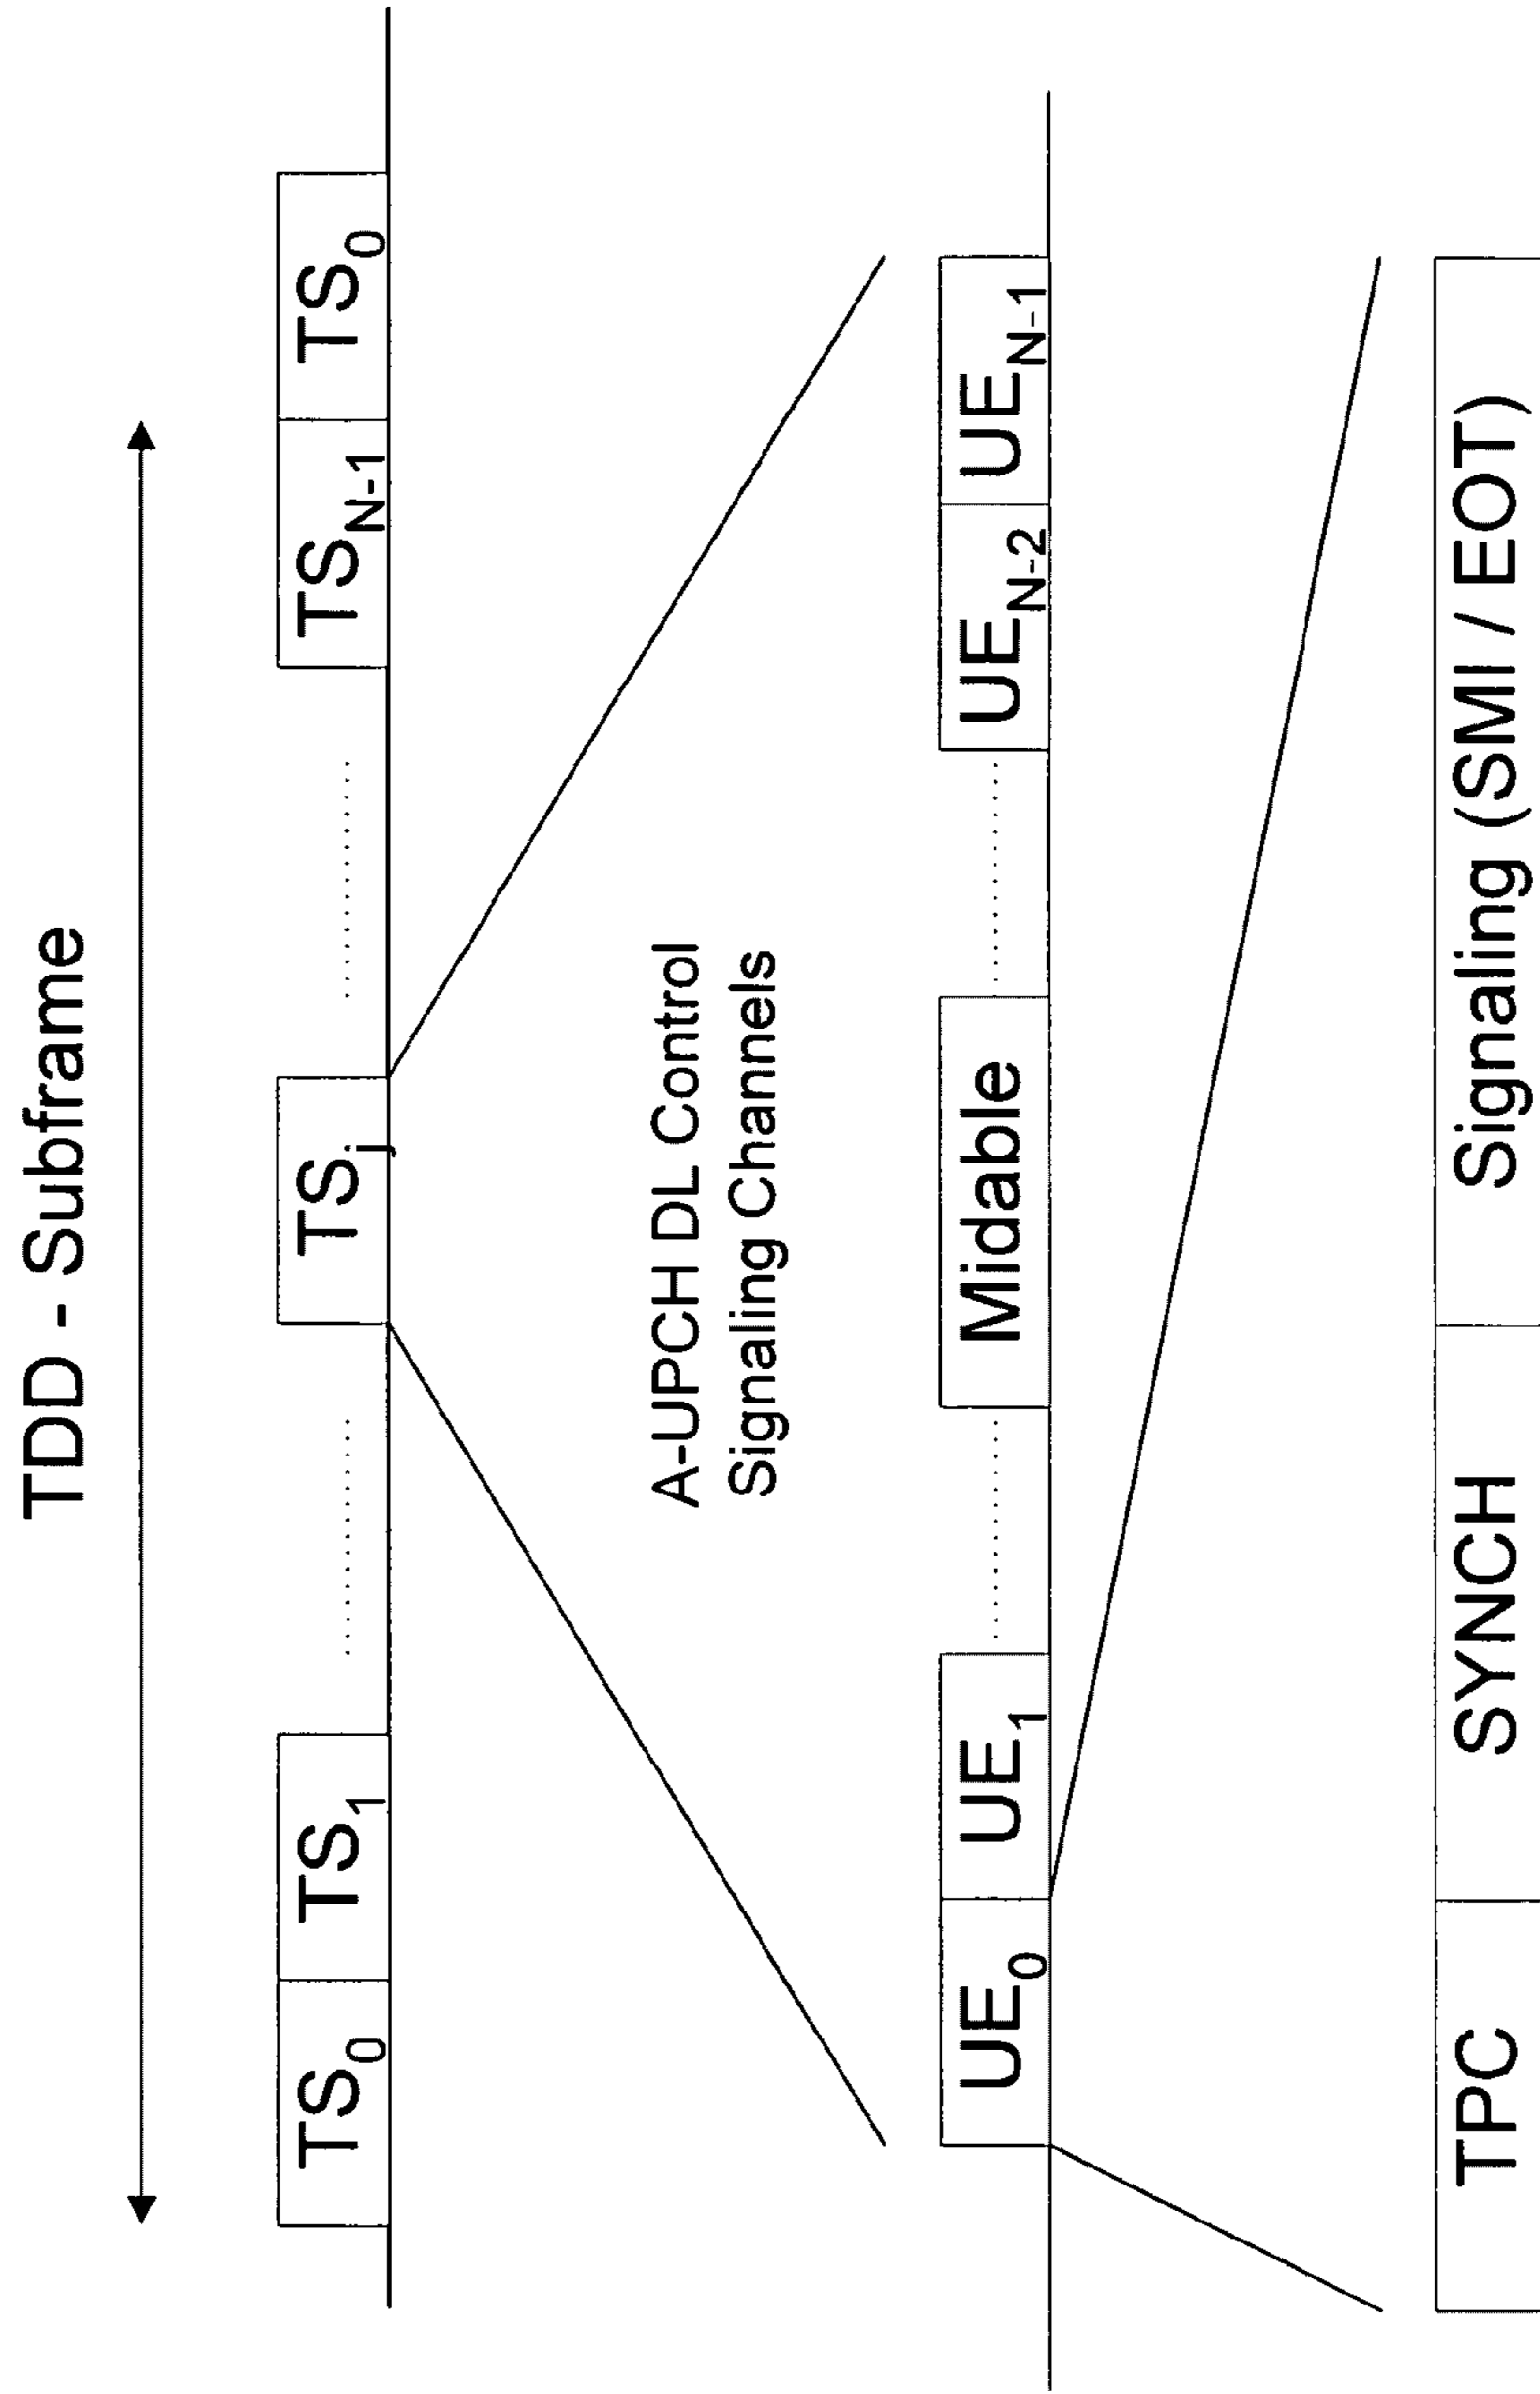 TDD - Subframe
TS0 TS1 ........... TSj ........... TSN-1 TS0
A-UPCH DL Control
Signaling Channels
UE0 UE1 ........... Midable ........... UEN-2 UEN-1
TPC SYNCH Signaling (SMI / EOT)